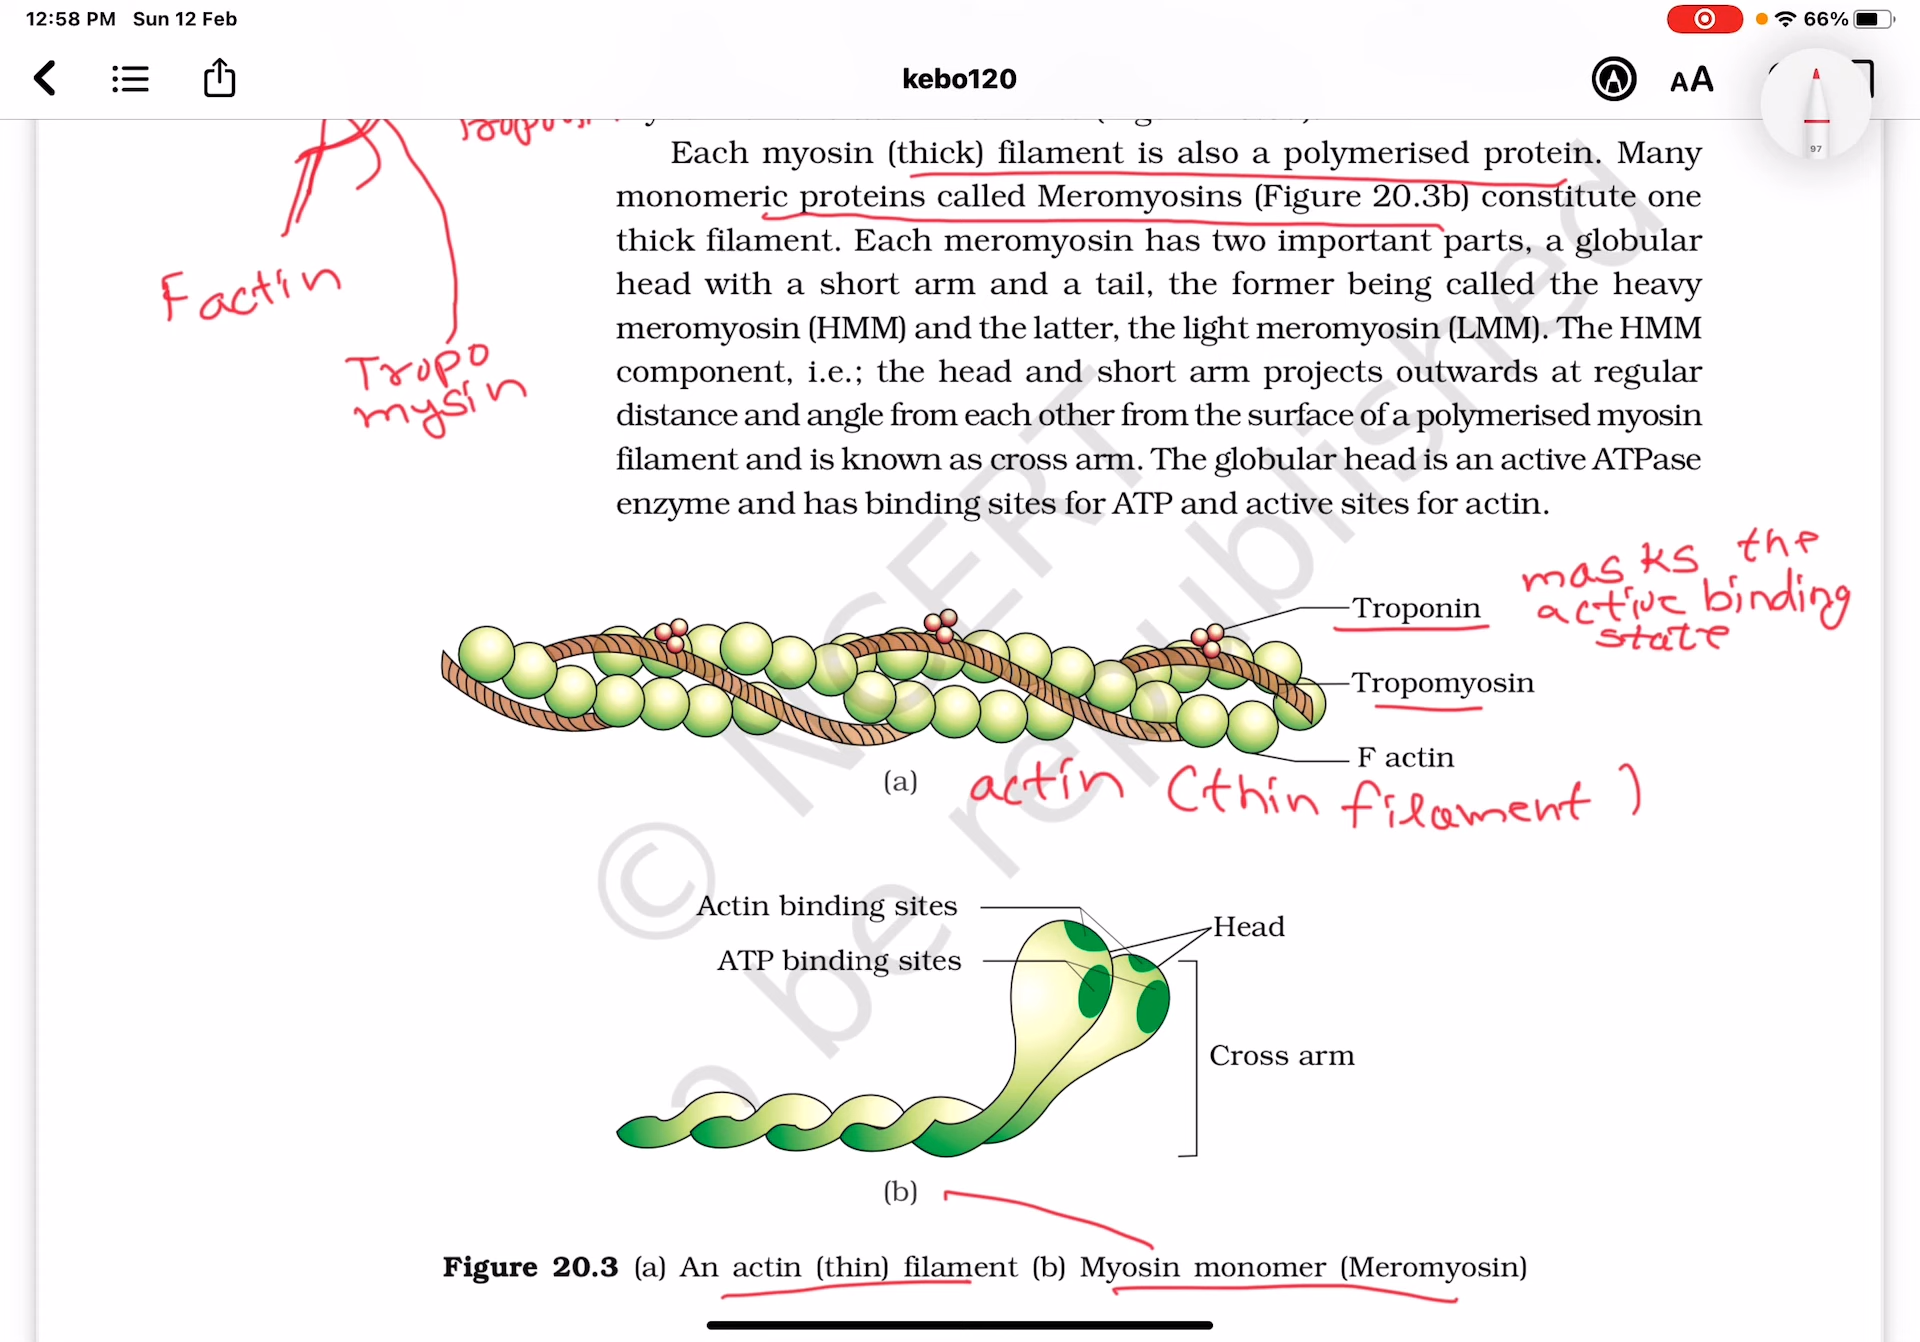 12:58 PM Sun 12 Feb
66%
kebo120
AA
97
Each myosin (thick) filament is also a polymerised protein. Many
monomeric proteins called Meromyosins (Figure 20.3b) constitute one
thick filament. Each meromyosin has two important parts, a globular
head with a short arm and a tail, the former being called the heavy
meromyosin (HMM) and the latter, the light meromyosin (LMM). The HMM
component, i.e.; the head and short arm projects outwards at regular
distance and angle from each other from the surface of a polymerised myosin
filament and is known as cross arm. The globular head is an active ATPase
enzyme and has binding sites for ATP and active sites for actin.
F actin
Tropo
mysin
Troponin
masks the
active binding
state
Tropomyosin
F actin
(a)
actin (thin filament)
Actin binding sites
Head
ATP binding sites
Cross arm
(b)
Figure 20.3 (a) An actin (thin) filament (b) Myosin monomer (Meromyosin)
© NCERT
be republished